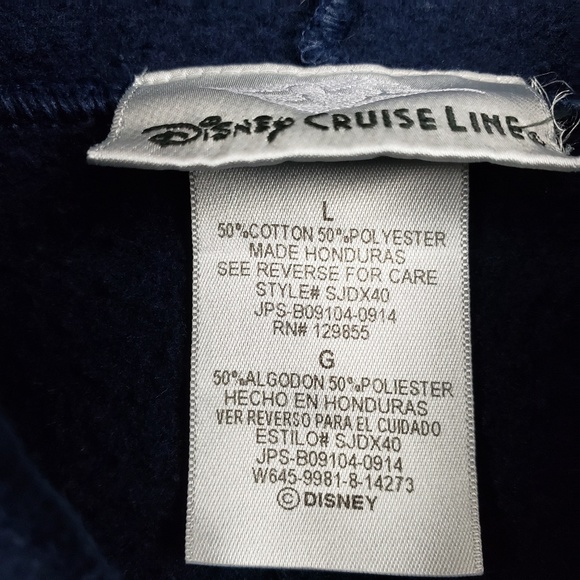 Disney CRUISE LINE®
L
50%COTTON 50%POLYESTER
MADE HONDURAS
SEE REVERSE FOR CARE
STYLE# SJDX40
JPS-B09104-0914
RN# 129855
G
50%ALGODON 50%POLIESTER
HECHO EN HONDURAS
VER REVERSO PARA EL CUIDADO
ESTILO# SJDX40
JPS-B09104-0914
W645-9981-8-14273
©DISNEY